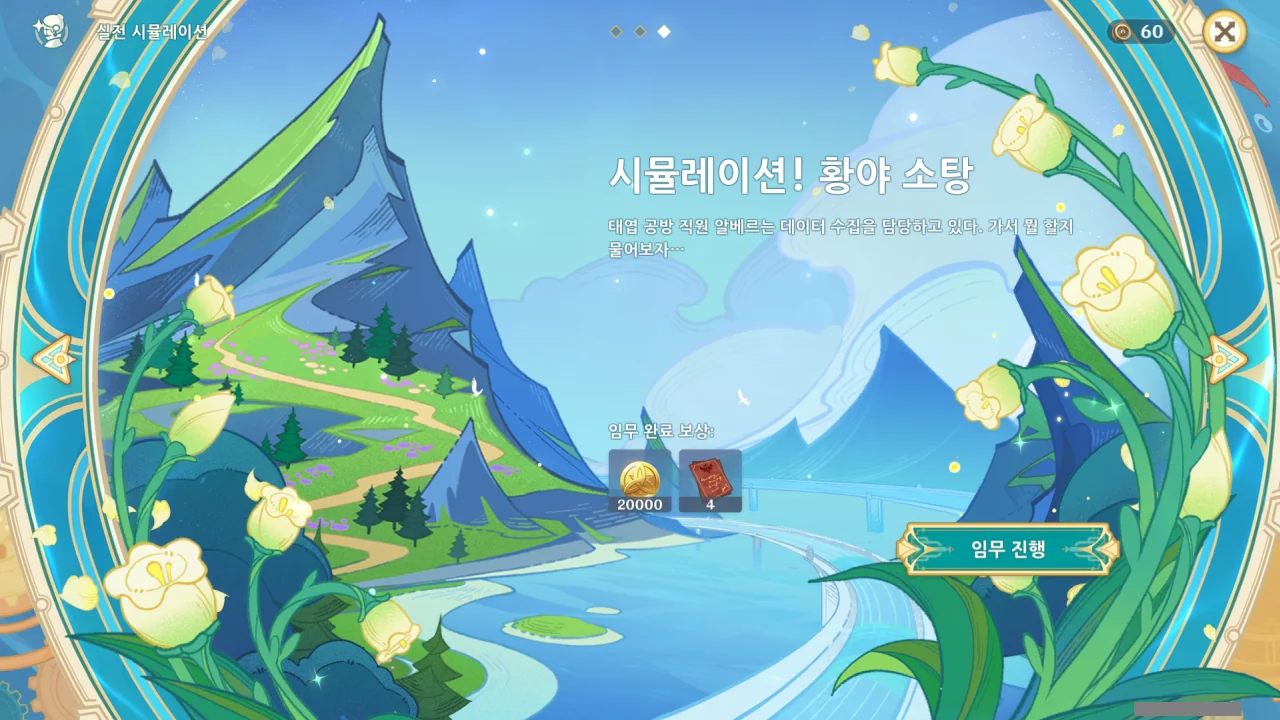 실전 시뮬레이션
60
시뮬레이션! 황야 소탕
태엽 공방 직원 알베르는 데이터 수집을 담당하고 있다. 가서 뭘 할지
물어보자…
임무 완료 보상:
20000
4
임무 진행